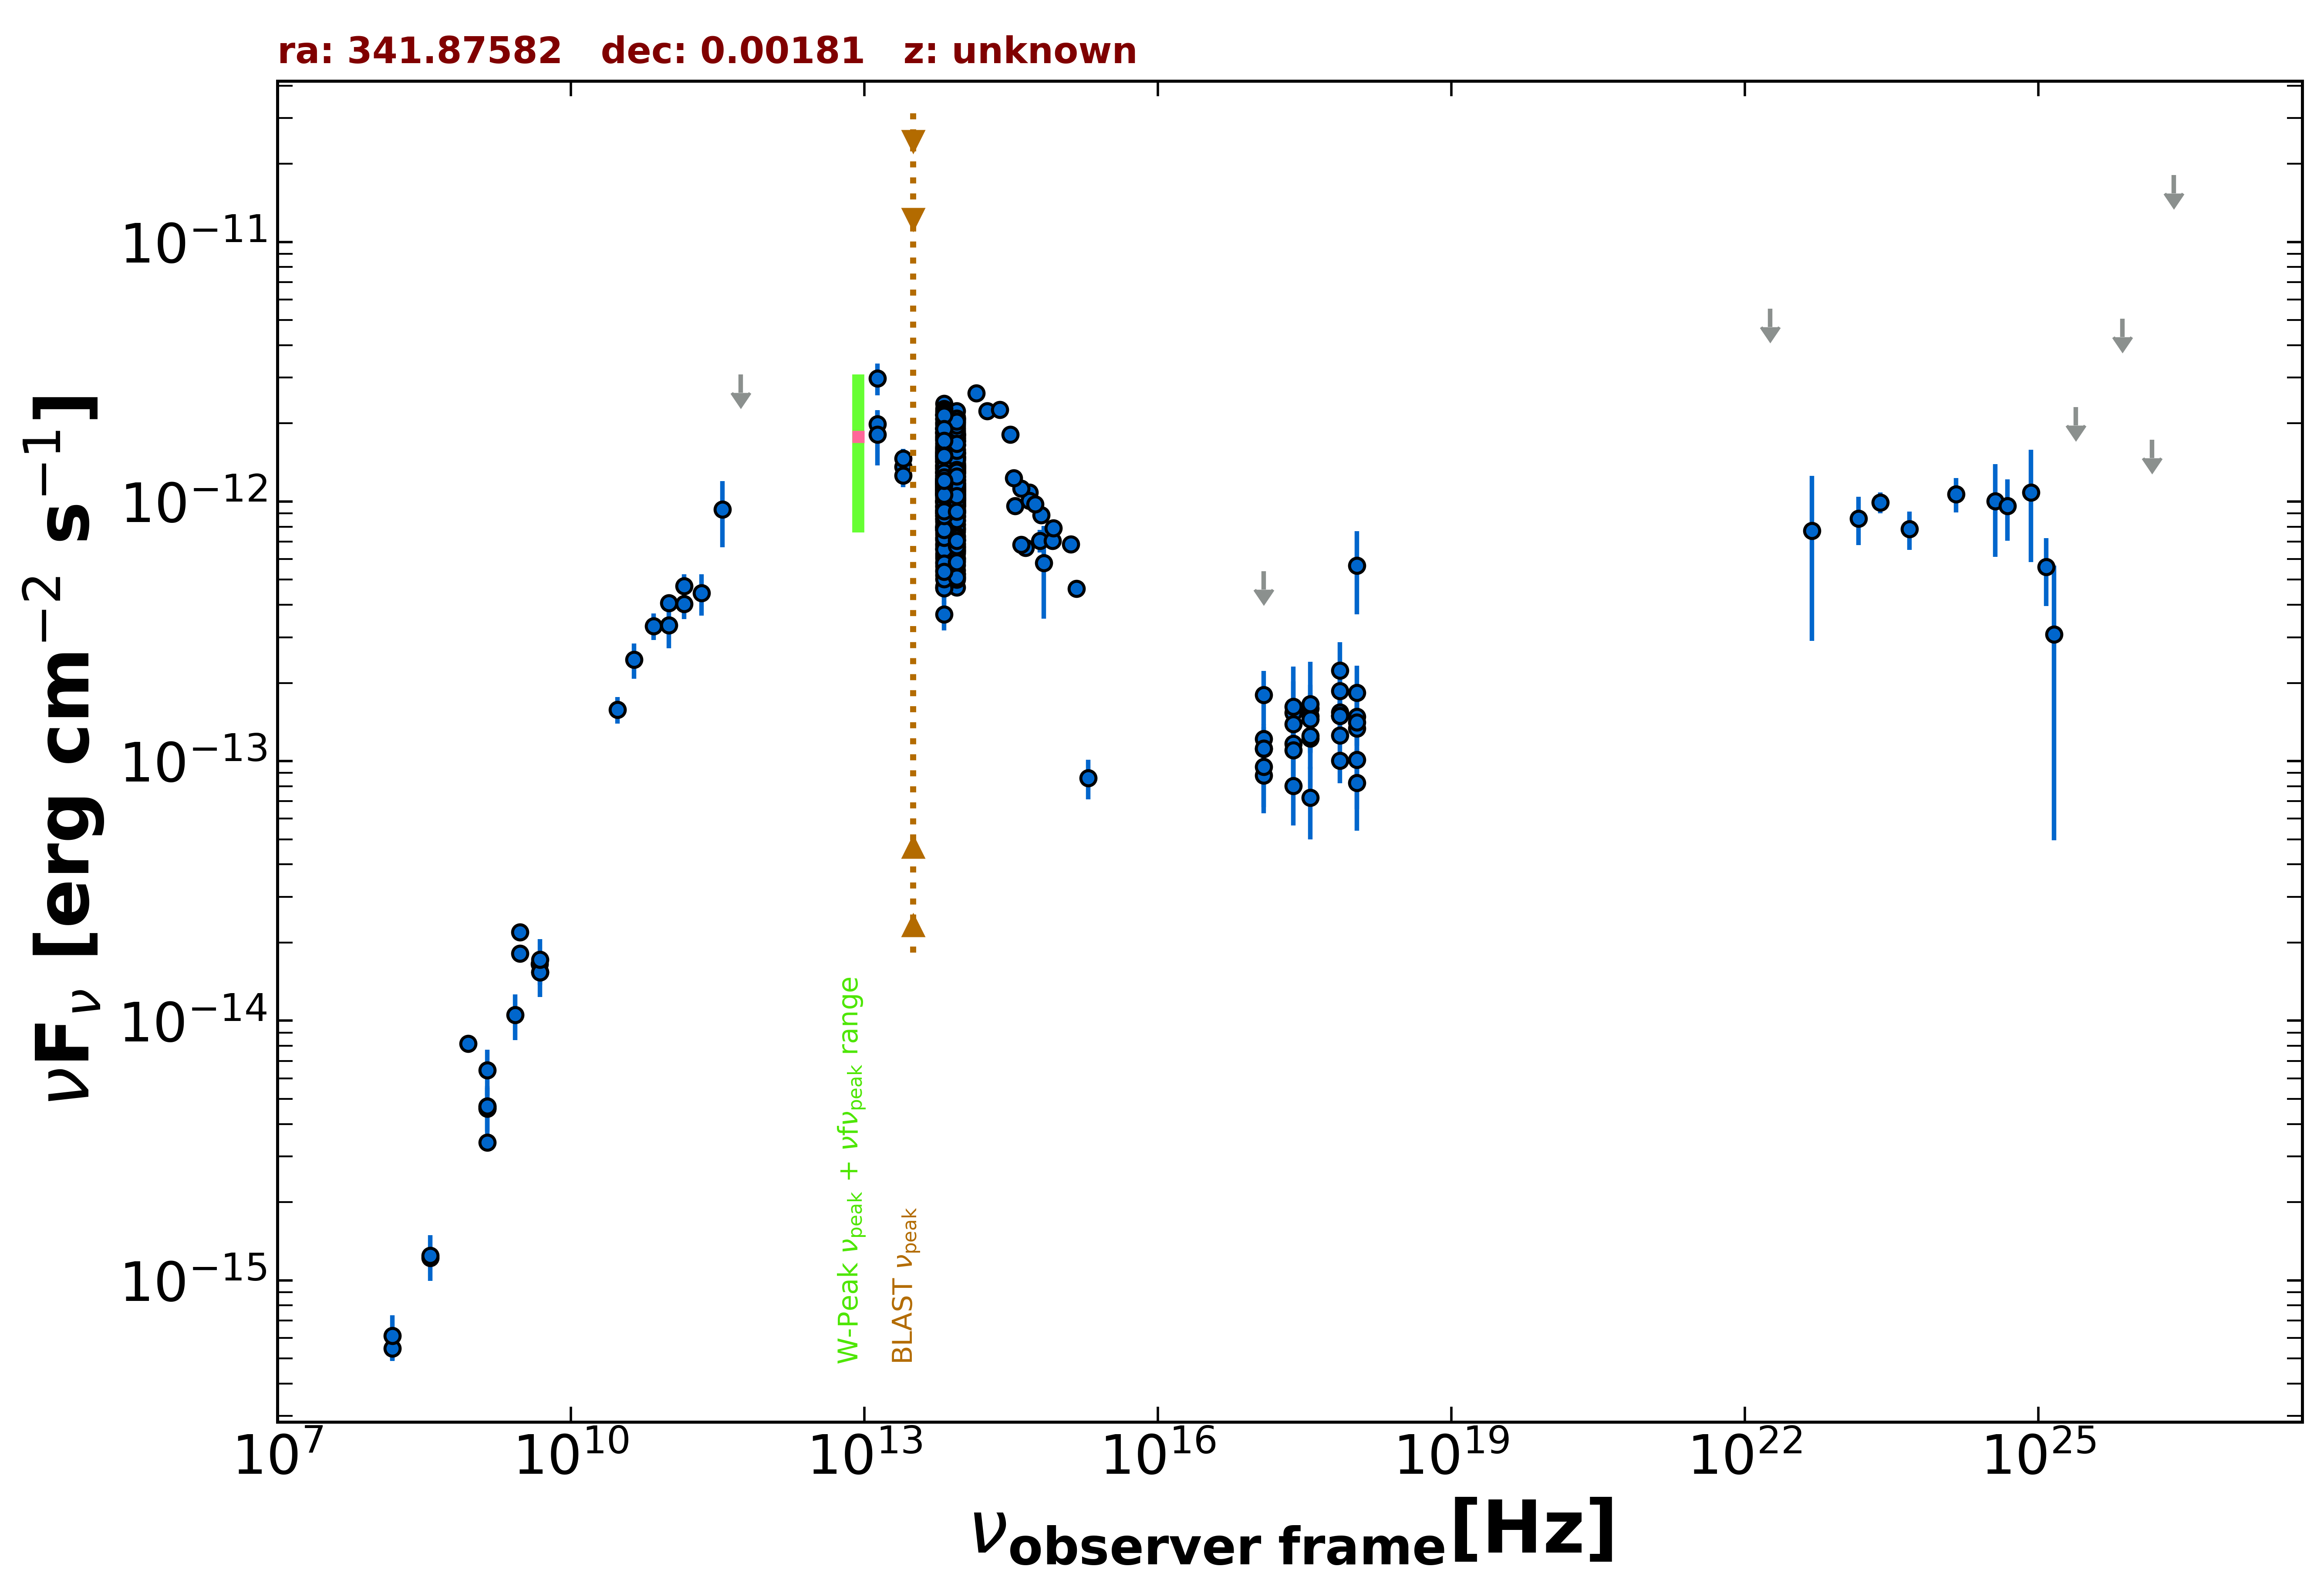 ra: 341.87582 dec: 0.00181 z: unknown
νFν [erg cm−2 s−1]
10−11
10−12
10−13
10−14
10−15
W-Peak νpeak + νfνpeak range
BLAST νpeak
107 1010 1013 1016 1019 1022 1025
νobserver frame[Hz]